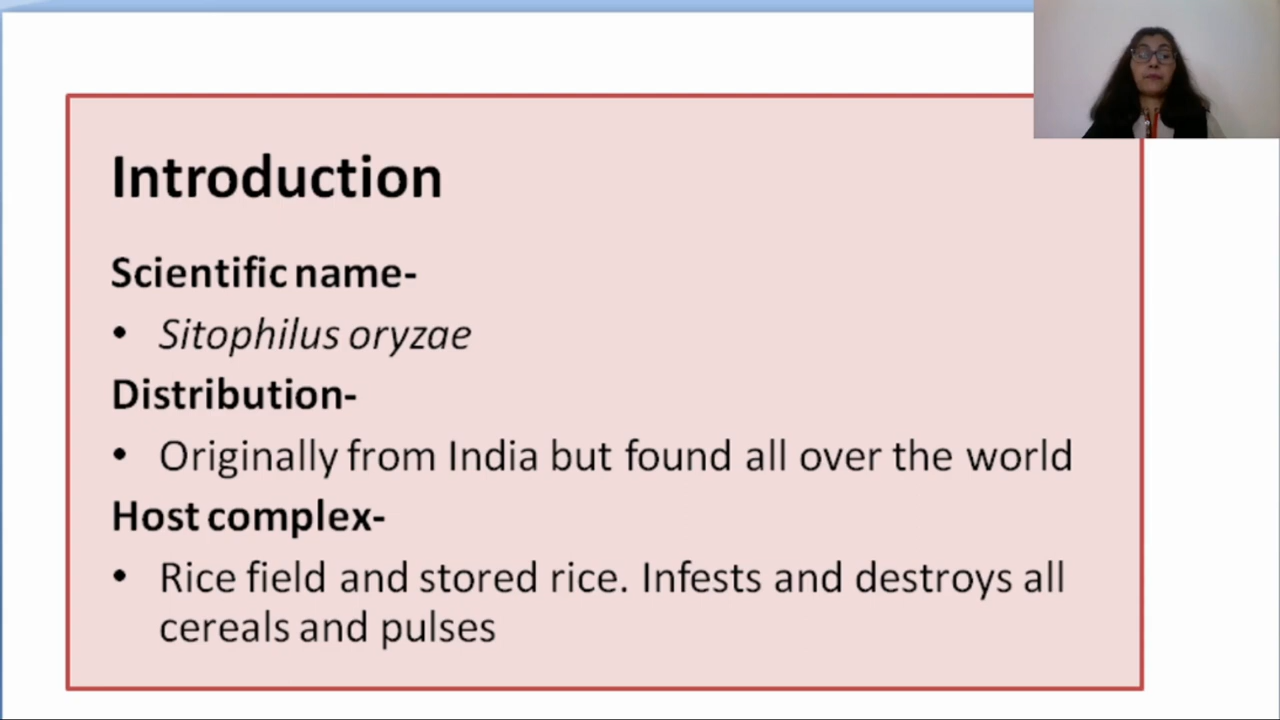 Introduction
Scientific name-
• Sitophilus oryzae
Distribution-
• Originally from India but found all over the world
Host complex-
• Rice field and stored rice. Infests and destroys all
cereals and pulses